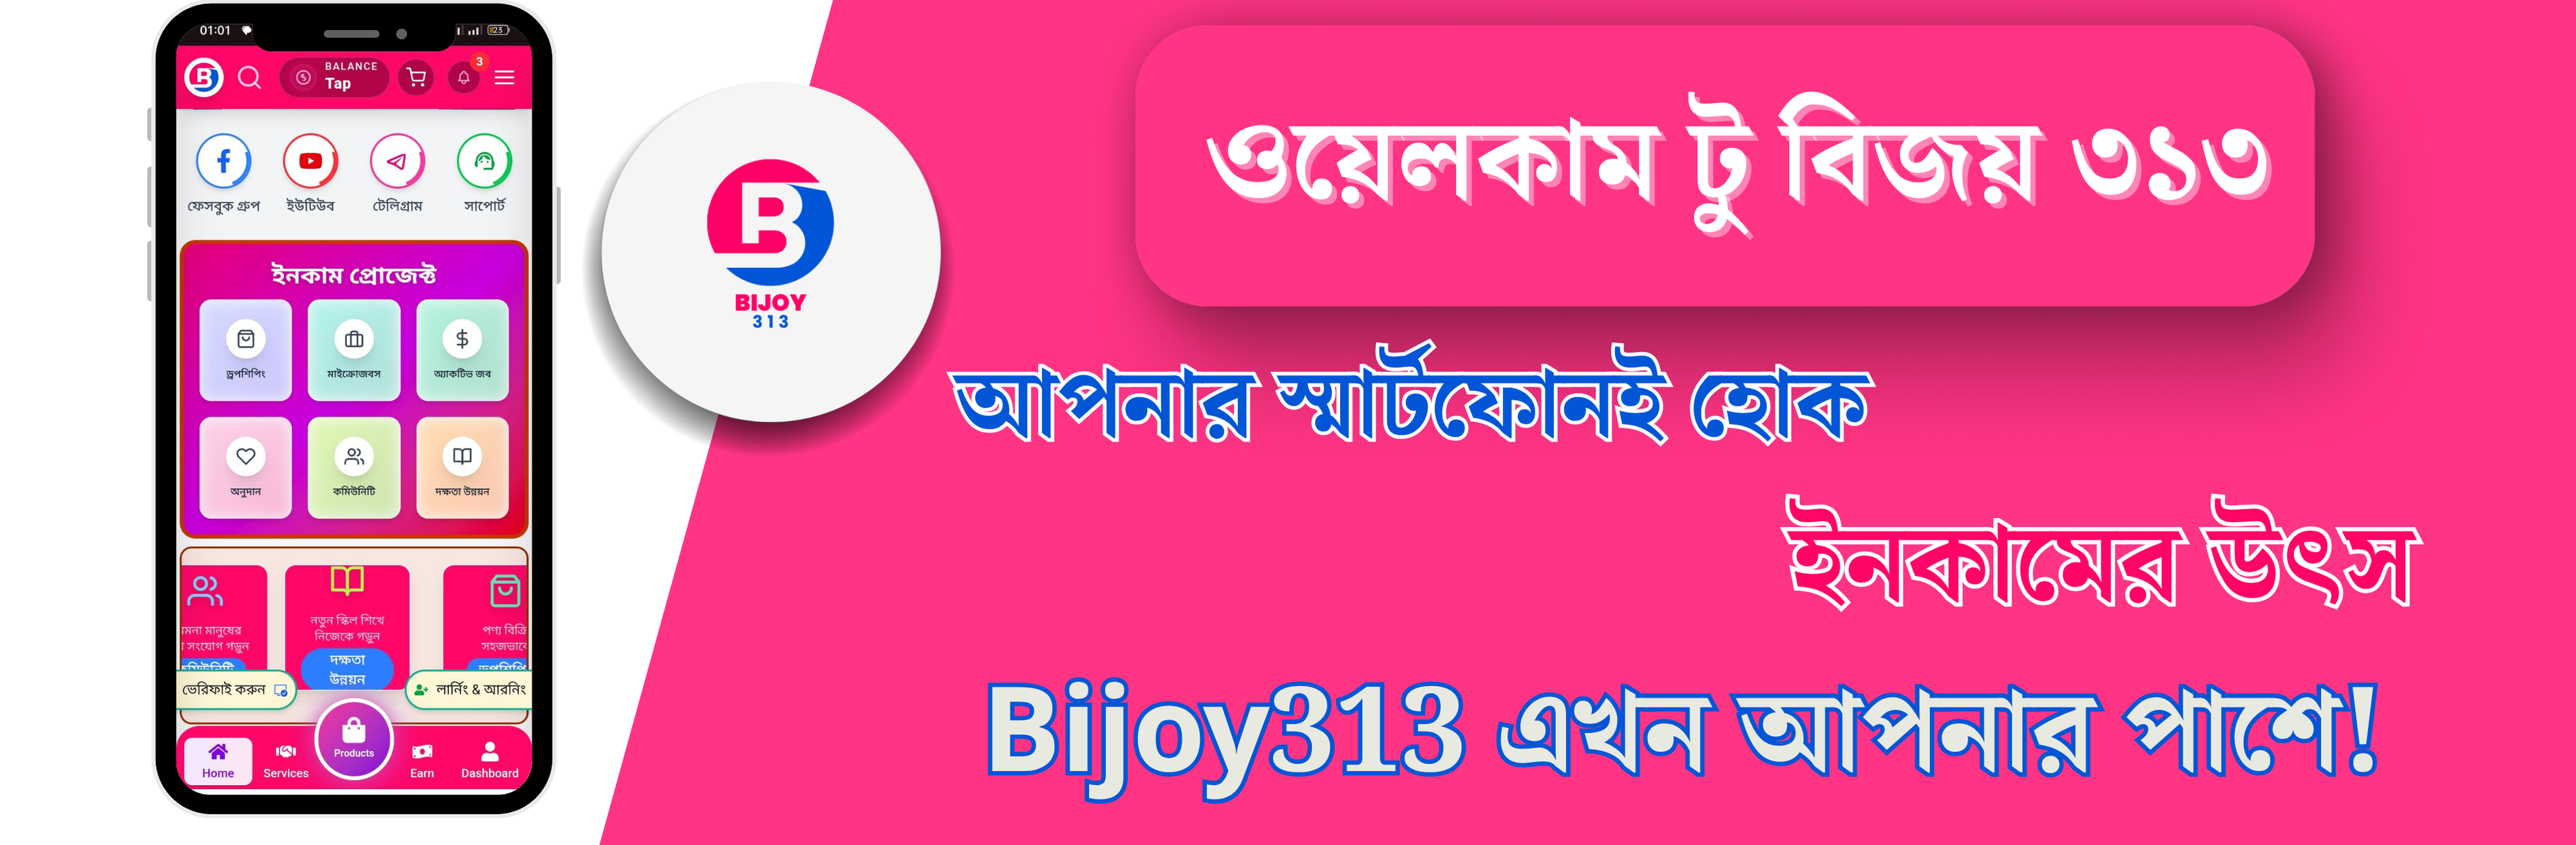 01:01
23
BALANCE
Tap
3
ফেসবুক গ্রুপ
ইউটিউব
টেলিগ্রাম
সাপোর্ট
ইনকাম প্রোজেক্ট
ড্রপশিপিং
মাইক্রোজবস
অ্যাকটিভ জব
অনুদান
কমিউনিটি
দক্ষতা উন্নয়ন
মানুষের
সংযোগ গড়ুন
নতুন স্কিল শিখে
নিজেকে গড়ুন
দক্ষতা
উন্নয়ন
পণ্য
ভেরিফাই করুন
লার্নিং & আরনিং
Home
Services
Products
Earn
Dashboard
BIJOY
313
ওয়েলকাম টু বিজয় ৩১৩
আপনার স্মার্টফোনই হোক
ইনকামের উৎস
Bijoy313 এখন আপনার পাশে!